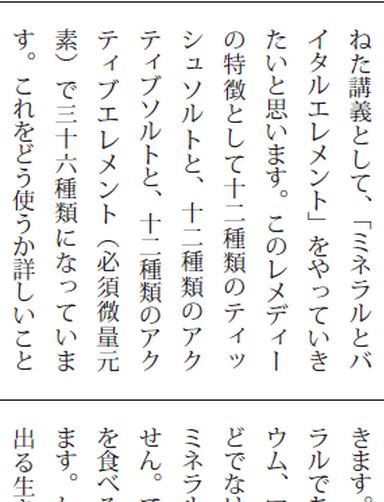 ねた講義として、「ミネラルとバ
イタルエレメント」をやっていき
たいと思います。このレメディー
の特徴として十二種類のティッ
シュソルトと、十二種類のアク
ティブソルトと、十二種類のアク
ティブエレメント（必須微量元
素）で三十六種類になっていま
す。これをどう使うか詳しいこと
きます。
ラルであ
ウム、マ
どでなけ
ミネラル
せん。て
を食べる
ます。
出る生